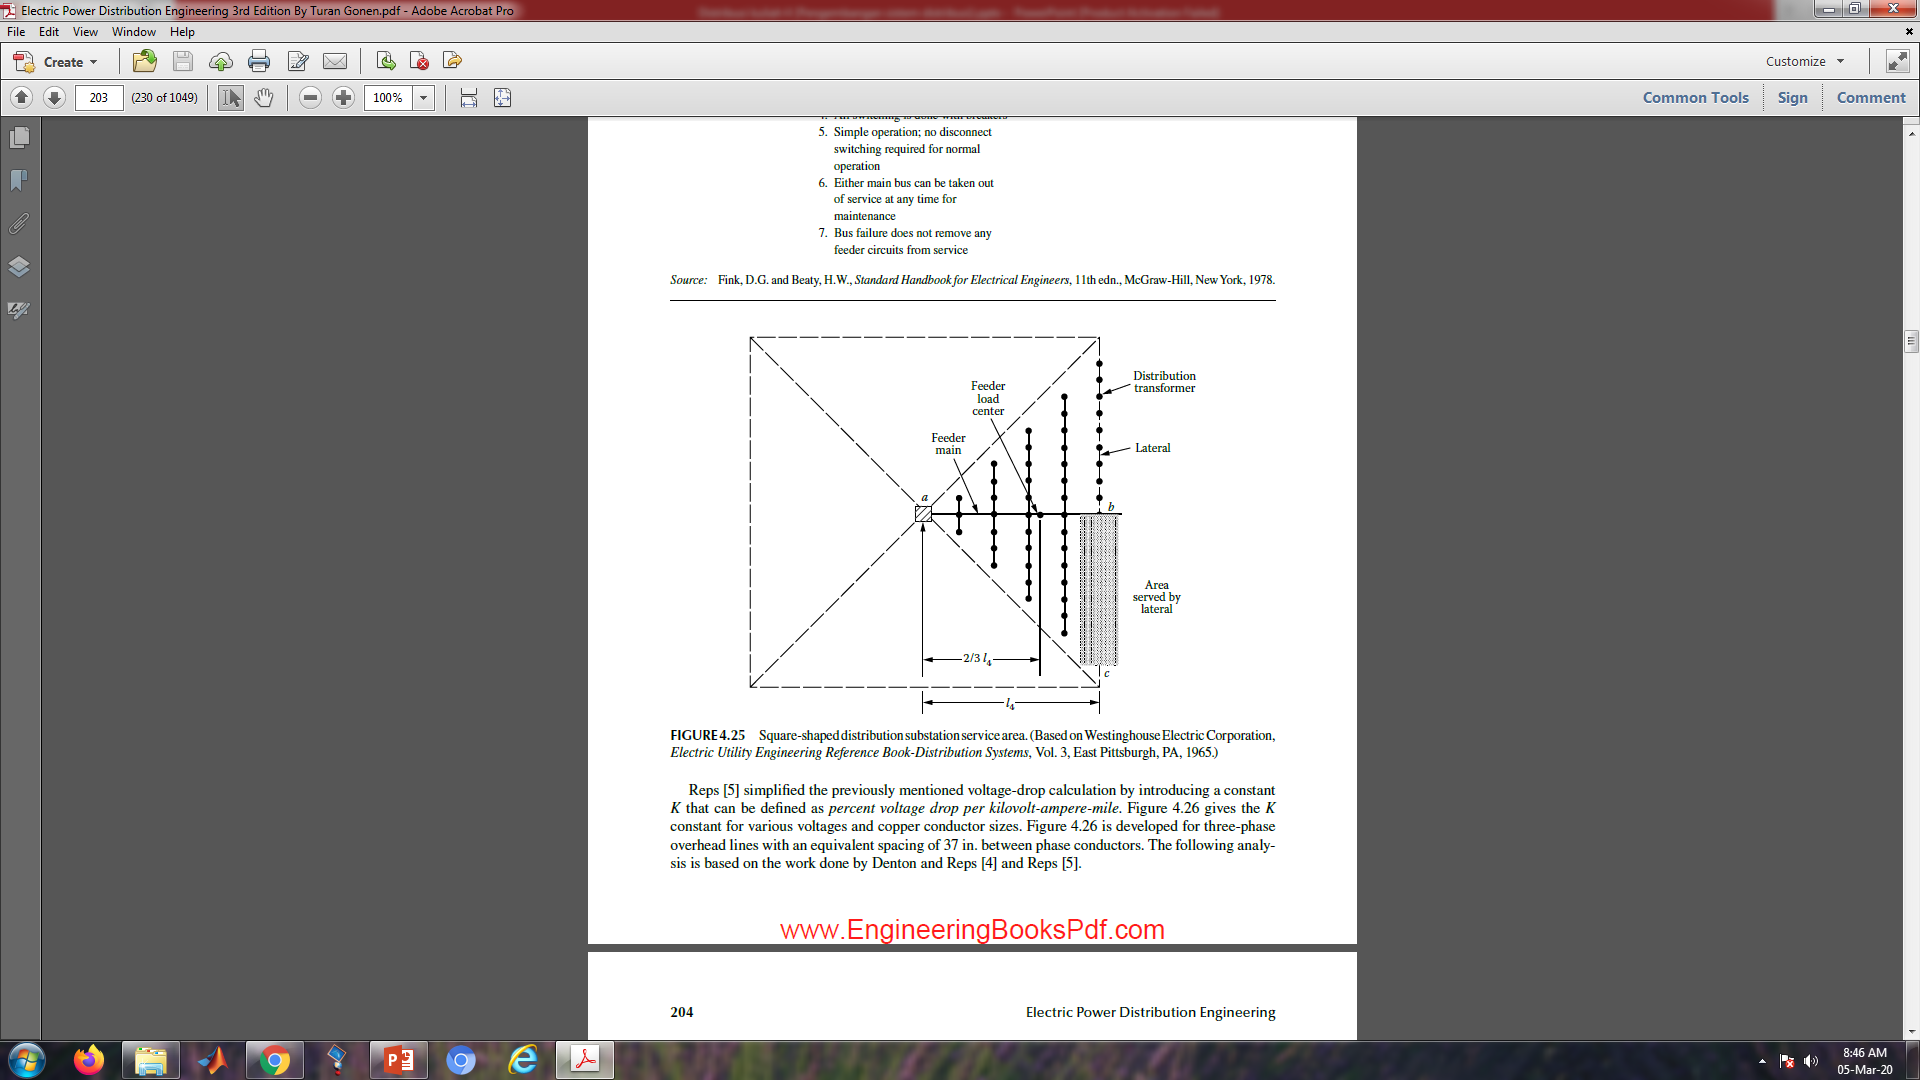 Electric Power Distribution Engineering 3rd Edition By Turan Gonen.pdf - Adobe Acrobat Pro
File Edit View Window Help
Create
Customize
203 (230 of 1049) 100%
Common Tools Sign Comment
4. All switching is done with breakers
5. Simple operation; no disconnect
switching required for normal
operation
6. Either main bus can be taken out
of service at any time for
maintenance
7. Bus failure does not remove any
feeder circuits from service
Source: Fink, D.G. and Beaty, H.W., Standard Handbook for Electrical Engineers, 11th edn., McGraw-Hill, New York, 1978.
Distribution
transformer
Feeder
load
center
Feeder
main
Lateral
a
b
Area
served by
lateral
2/3 l4
c
l4
FIGURE 4.25 Square-shaped distribution substation service area. (Based on Westinghouse Electric Corporation,
Electric Utility Engineering Reference Book-Distribution Systems, Vol. 3, East Pittsburgh, PA, 1965.)
Reps [5] simplified the previously mentioned voltage-drop calculation by introducing a constant
K that can be defined as percent voltage drop per kilovolt-ampere-mile. Figure 4.26 gives the K
constant for various voltages and copper conductor sizes. Figure 4.26 is developed for three-phase
overhead lines with an equivalent spacing of 37 in. between phase conductors. The following analy-
sis is based on the work done by Denton and Reps [4] and Reps [5].
www.EngineeringBooksPdf.com
204 Electric Power Distribution Engineering
8:46 AM
05-Mar-20